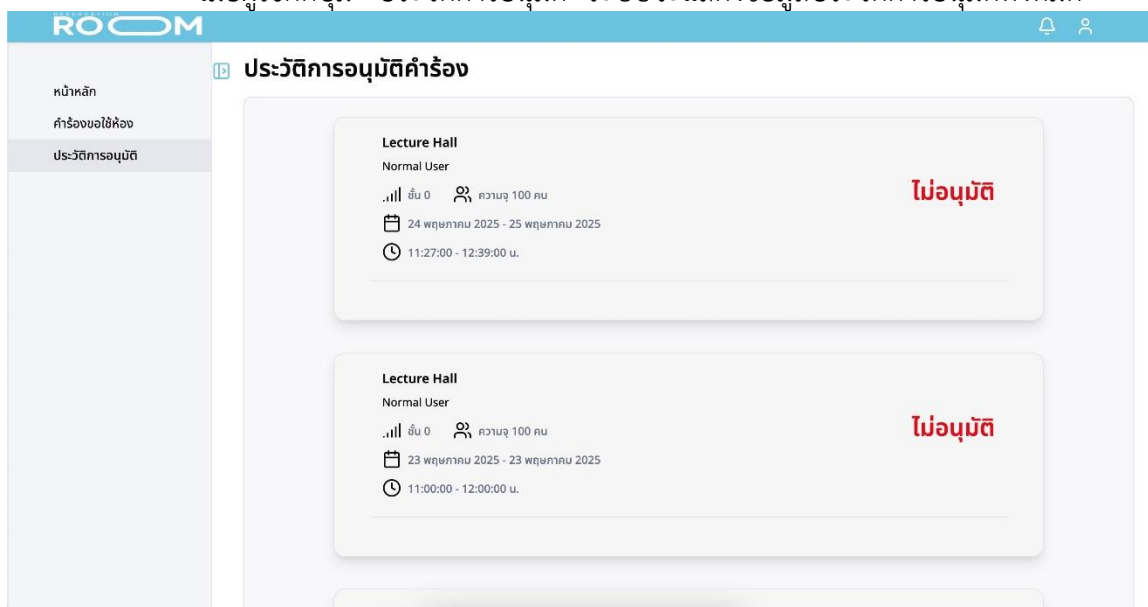 RESERVATION
ROOM
ประวัติการอนุมัติคำร้อง
หน้าหลัก
คำร้องขอใช้ห้อง
ประวัติการอนุมัติ
Lecture Hall
Normal User
ชั้น 0 ความจุ 100 คน
ไม่อนุมัติ
24 พฤษภาคม 2025 - 25 พฤษภาคม 2025
11:27:00 - 12:39:00 น.
Lecture Hall
Normal User
ชั้น 0 ความจุ 100 คน
ไม่อนุมัติ
23 พฤษภาคม 2025 - 23 พฤษภาคม 2025
11:00:00 - 12:00:00 น.